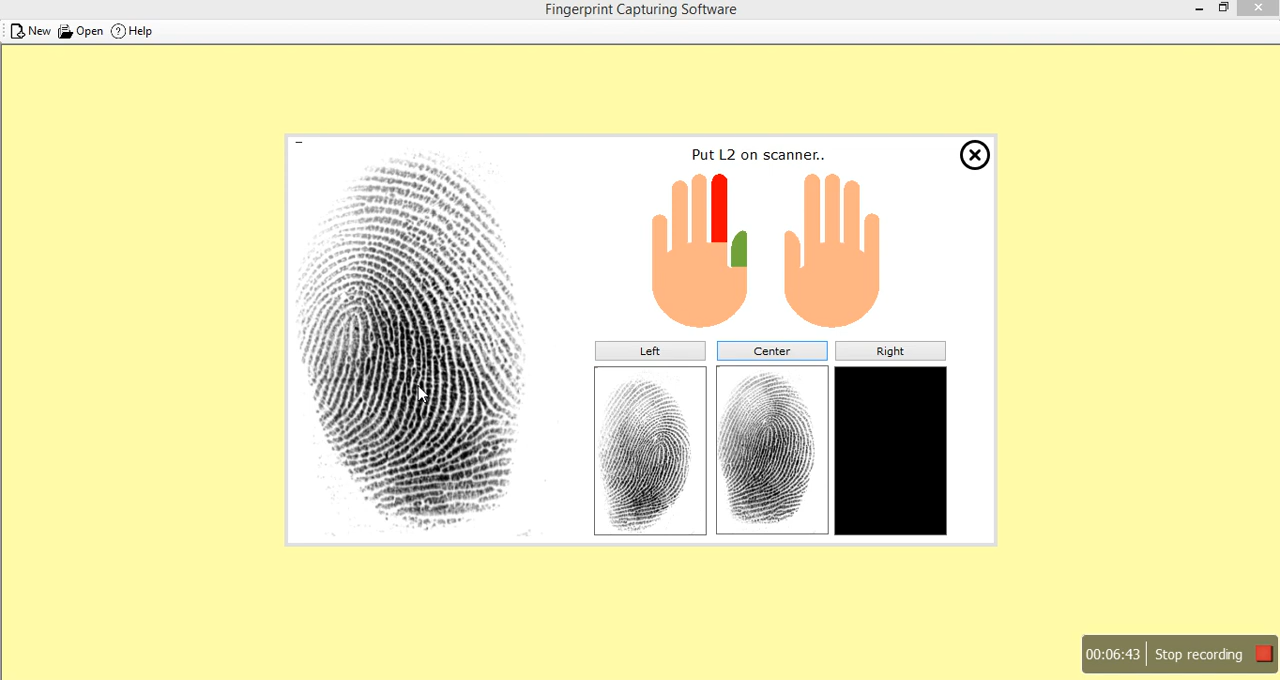 Fingerprint Capturing Software
New Open ? Help
Put L2 on scanner..
Left Center Right
00:06:43 Stop recording